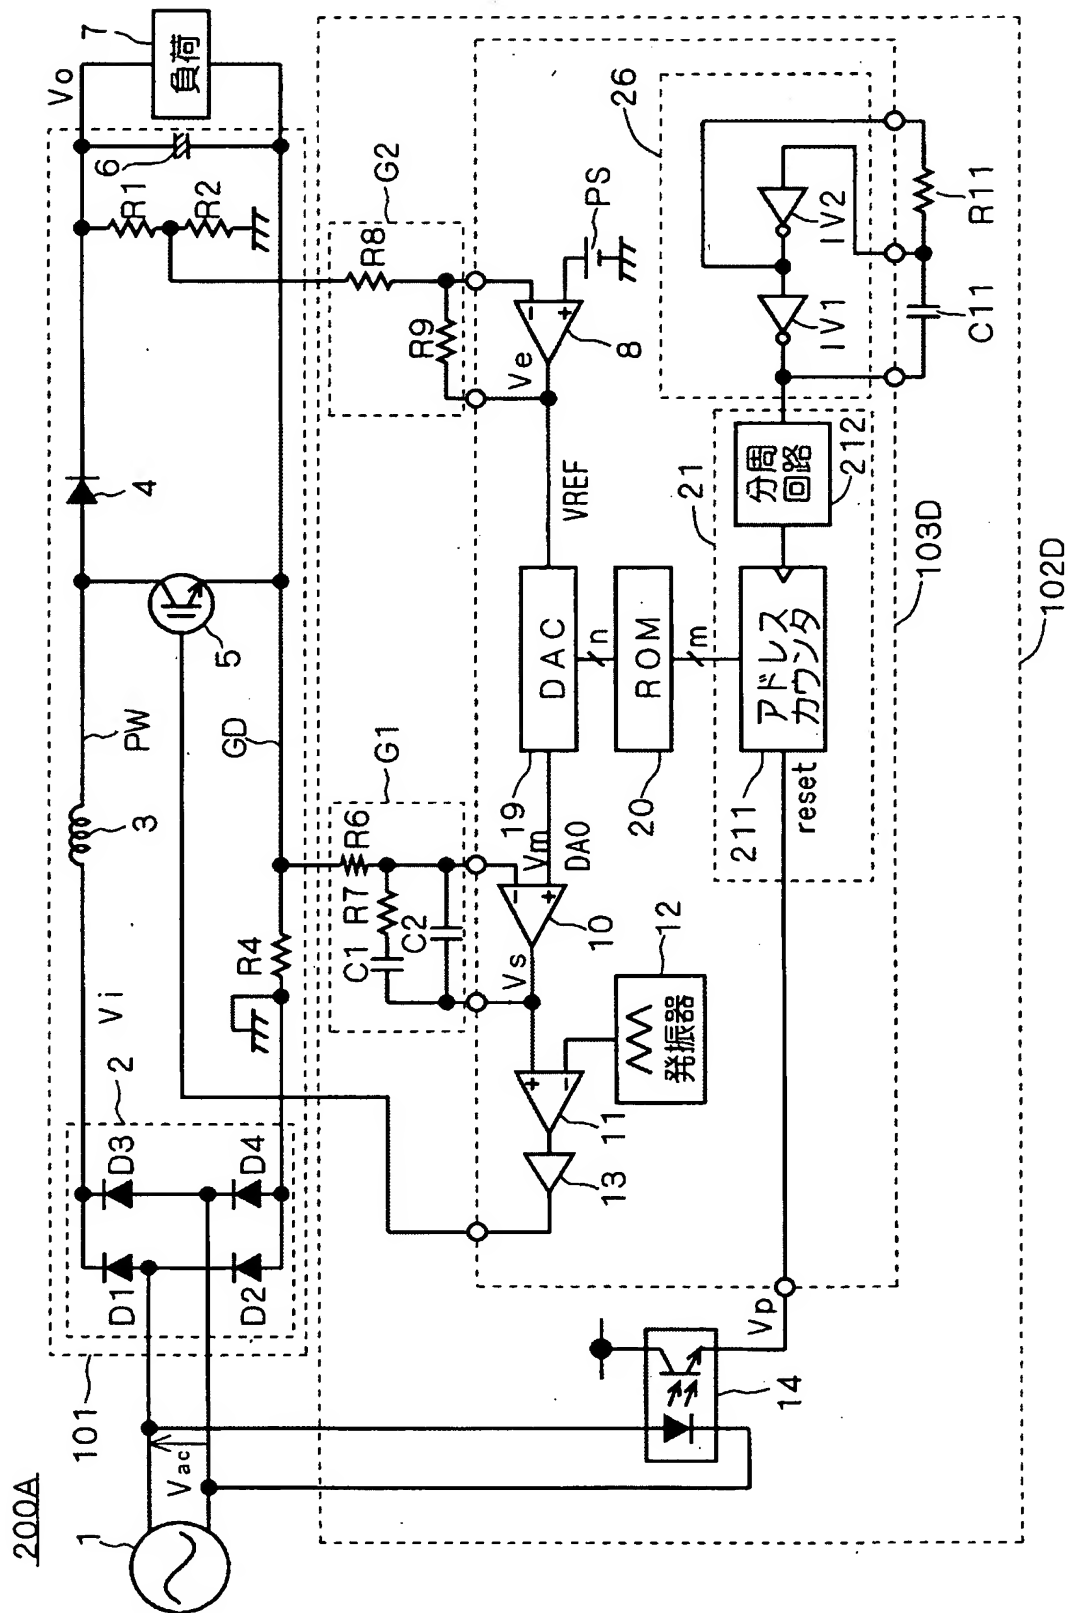 200A
1
Vac
101
D1
D3
2
D2
D4
Vi
3
PW
4
Vo
7
負荷
6
R1
R2
R4
GD
5
G1
R6
R7
C1
C2
G2
R8
R9
PS
Ve
8
VREF
DAC
19
n
ROM
20
m
Vm
DAO
10
Vs
12
発振器
11
13
Vp
14
reset
211
アドレス
カウンタ
21
分周
回路
212
26
IV1
IV2
R11
C11
103D
102D